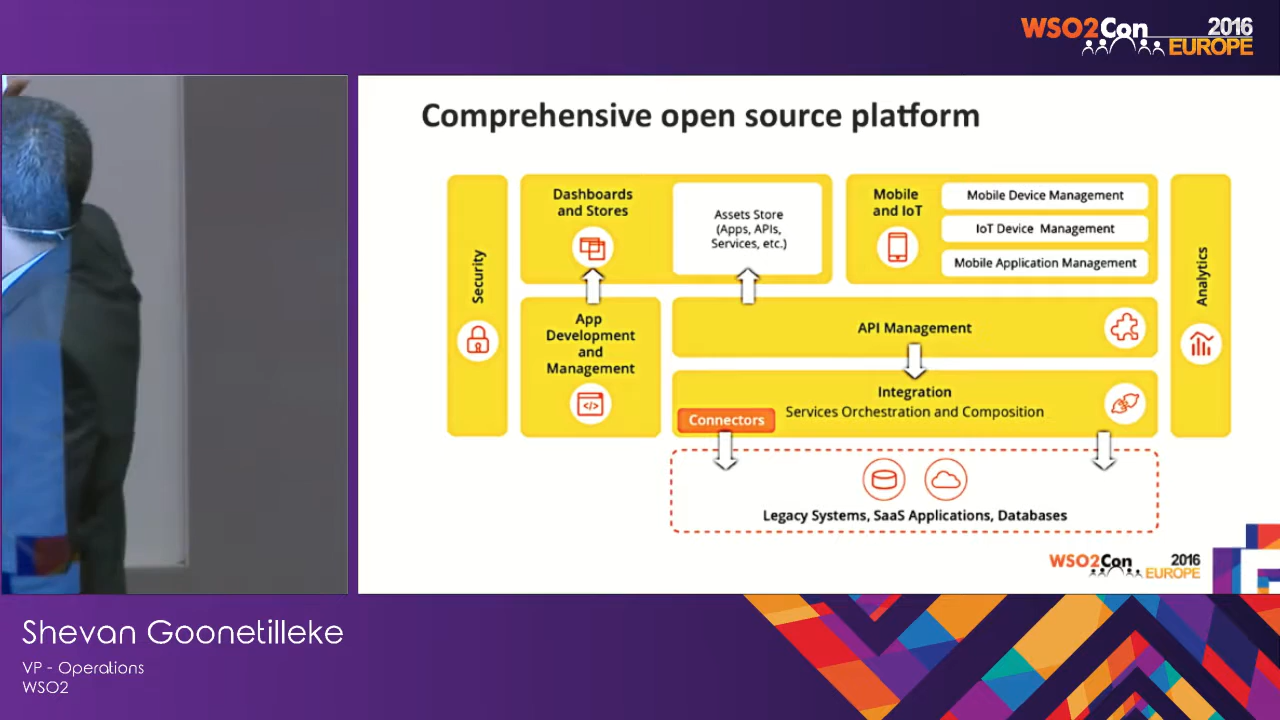 WSO2Con 2016
EUROPE
Comprehensive open source platform
Security
Dashboards
and Stores
Assets Store
(Apps, APIs,
Services, etc.)
Mobile
and IoT
Mobile Device Management
IoT Device Management
Mobile Application Management
Analytics
App
Development
and
Management
API Management
Integration
Services Orchestration and Composition
Connectors
Legacy Systems, SaaS Applications, Databases
WSO2Con 2016
EUROPE
Shevan Goonetilleke
VP - Operations
WSO2